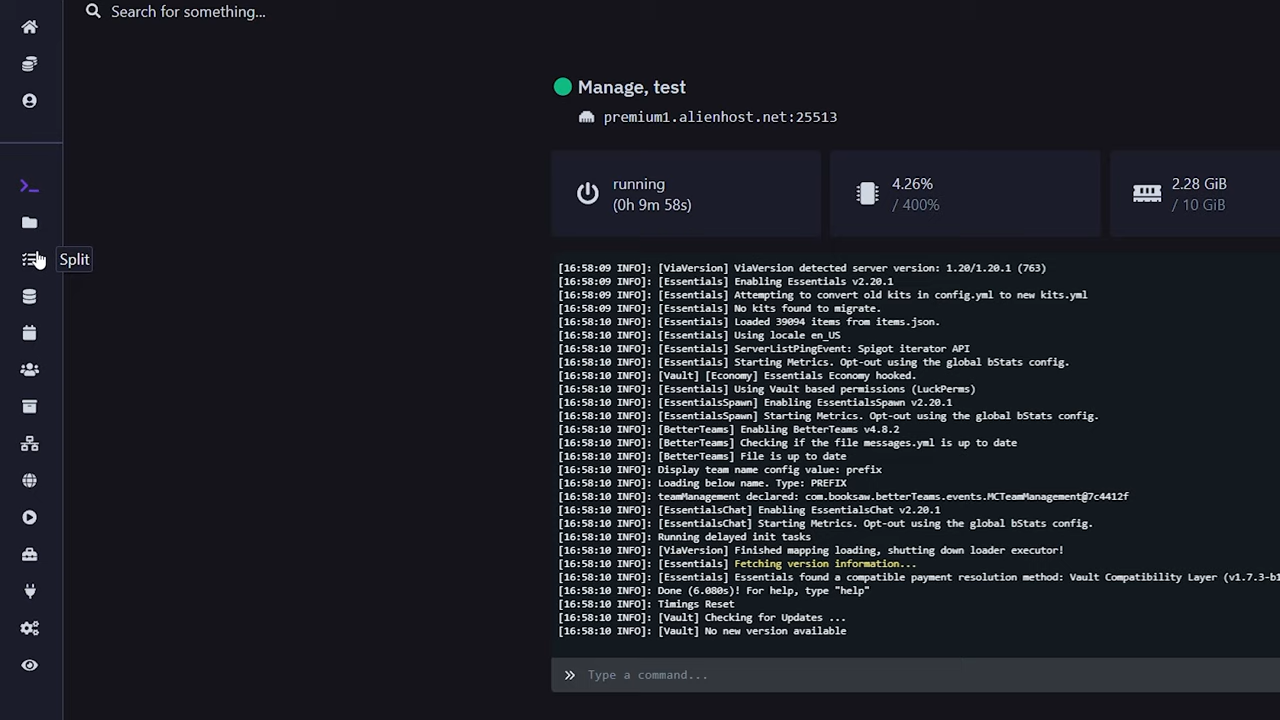 Search for something...
Manage, test
premium1.alienhost.net:25513
running
(0h 9m 58s)
4.26%
/ 400%
2.28 GiB
/ 10 GiB
Split
[16:58:09 INFO]: [ViaVersion] ViaVersion detected server version: 1.20/1.20.1 (763)
[16:58:09 INFO]: [Essentials] Enabling Essentials v2.20.1
[16:58:09 INFO]: [Essentials] Attempting to convert old kits in config.yml to new kits.yml
[16:58:09 INFO]: [Essentials] No kits found to migrate.
[16:58:10 INFO]: [Essentials] Loaded 39094 items from items.json.
[16:58:10 INFO]: [Essentials] Using locale en_US
[16:58:10 INFO]: [Essentials] ServerListPingEvent: Spigot iterator API
[16:58:10 INFO]: [Essentials] Starting Metrics. Opt-out using the global bStats config.
[16:58:10 INFO]: [Vault] [Economy] Essentials Economy hooked.
[16:58:10 INFO]: [Essentials] Using Vault based permissions (LuckPerms)
[16:58:10 INFO]: [EssentialsSpawn] Enabling EssentialsSpawn v2.20.1
[16:58:10 INFO]: [EssentialsSpawn] Starting Metrics. Opt-out using the global bStats config.
[16:58:10 INFO]: [BetterTeams] Enabling BetterTeams v4.8.2
[16:58:10 INFO]: [BetterTeams] Checking if the file messages.yml is up to date
[16:58:10 INFO]: [BetterTeams] File is up to date
[16:58:10 INFO]: Display team name config value: prefix
[16:58:10 INFO]: Loading below name. Type: PREFIX
[16:58:10 INFO]: teamManagement declared: com.booksaw.betterTeams.events.MCTeamManagement@7c4412f
[16:58:10 INFO]: [EssentialsChat] Enabling EssentialsChat v2.20.1
[16:58:10 INFO]: [EssentialsChat] Starting Metrics. Opt-out using the global bStats config.
[16:58:10 INFO]: Running delayed init tasks
[16:58:10 INFO]: [ViaVersion] Finished mapping loading, shutting down loader executor!
[16:58:10 INFO]: [Essentials] Fetching version information...
[16:58:10 INFO]: [Essentials] Essentials found a compatible payment resolution method: Vault Compatibility Layer (v1.7.3-b1
[16:58:10 INFO]: Done (6.080s)! For help, type "help"
[16:58:10 INFO]: Timings Reset
[16:58:10 INFO]: [Vault] Checking for Updates ...
[16:58:10 INFO]: [Vault] No new version available
Type a command...